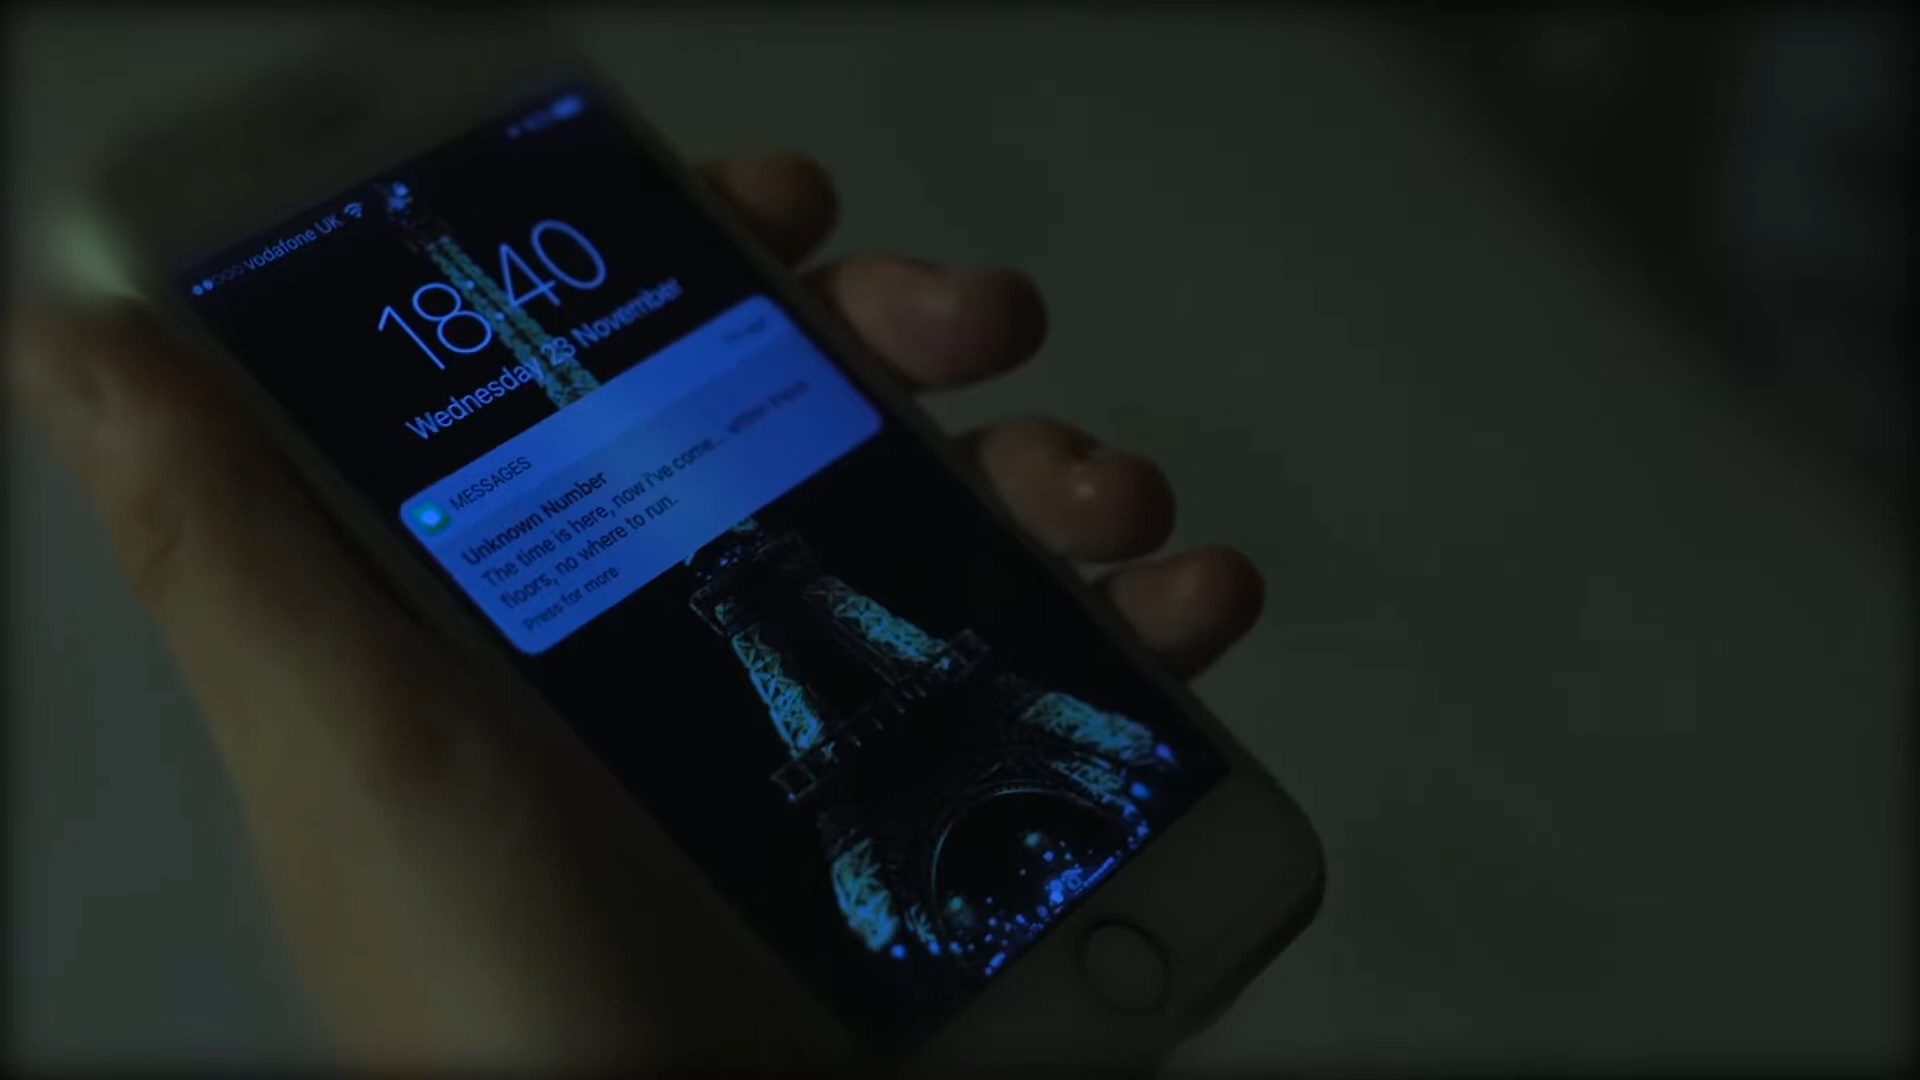 vodafone UK
18:40
Wednesday 23 November
MESSAGES
Unknown Number
The time is here, now i've come... within these
floors, no where to run.
Press for more